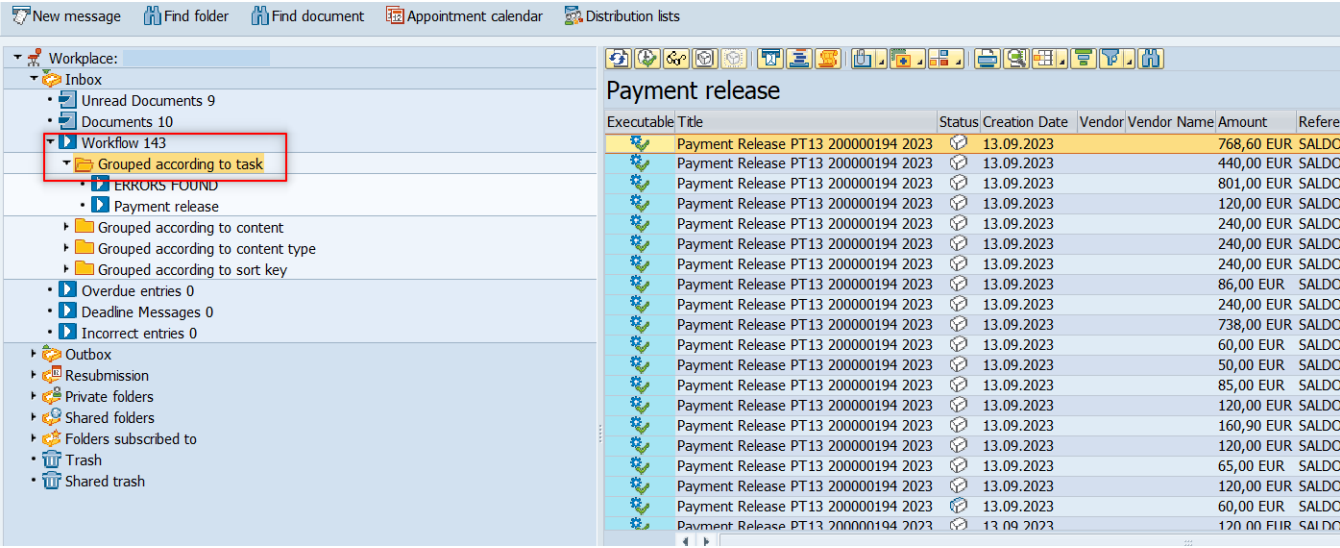 New message Find folder Find document Appointment calendar Distribution lists
Workplace:
Inbox
Unread Documents 9
Documents 10
Workflow 143
Grouped according to task
ERRORS FOUND
Payment release
Grouped according to content
Grouped according to content type
Grouped according to sort key
Overdue entries 0
Deadline Messages 0
Incorrect entries 0
Outbox
Resubmission
Private folders
Shared folders
Folders subscribed to
Trash
Shared trash
Payment release
Executable Title Status Creation Date Vendor Vendor Name Amount Refere
Payment Release PT13 200000194 2023 13.09.2023 768,60 EUR SALDO
Payment Release PT13 200000194 2023 13.09.2023 440,00 EUR SALDO
Payment Release PT13 200000194 2023 13.09.2023 801,00 EUR SALDO
Payment Release PT13 200000194 2023 13.09.2023 120,00 EUR SALDO
Payment Release PT13 200000194 2023 13.09.2023 240,00 EUR SALDO
Payment Release PT13 200000194 2023 13.09.2023 240,00 EUR SALDO
Payment Release PT13 200000194 2023 13.09.2023 240,00 EUR SALDO
Payment Release PT13 200000194 2023 13.09.2023 86,00 EUR SALDO
Payment Release PT13 200000194 2023 13.09.2023 240,00 EUR SALDO
Payment Release PT13 200000194 2023 13.09.2023 738,00 EUR SALDO
Payment Release PT13 200000194 2023 13.09.2023 60,00 EUR SALDO
Payment Release PT13 200000194 2023 13.09.2023 50,00 EUR SALDO
Payment Release PT13 200000194 2023 13.09.2023 85,00 EUR SALDO
Payment Release PT13 200000194 2023 13.09.2023 120,00 EUR SALDO
Payment Release PT13 200000194 2023 13.09.2023 160,90 EUR SALDO
Payment Release PT13 200000194 2023 13.09.2023 120,00 EUR SALDO
Payment Release PT13 200000194 2023 13.09.2023 65,00 EUR SALDO
Payment Release PT13 200000194 2023 13.09.2023 120,00 EUR SALDO
Payment Release PT13 200000194 2023 13.09.2023 60,00 EUR SALDO
Payment Release PT13 200000194 2023 13.09.2023 120,00 EUR SALDO